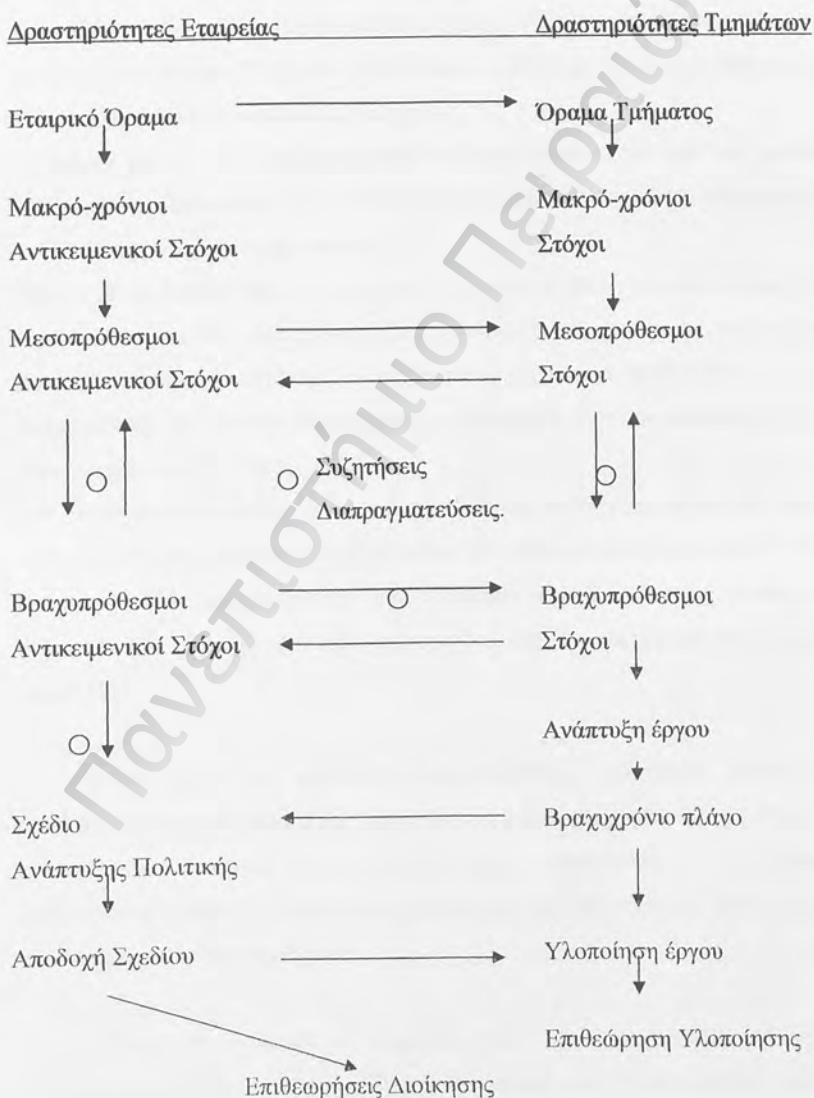 Δραστηριότητες Εταιρείας
Δραστηριότητες Τμημάτων
Εταιρικό Όραμα
Όραμα Τμήματος
Μακρό-χρόνιοι
Αντικειμενικοί Στόχοι
Μακρό-χρόνιοι
Στόχοι
Μεσοπρόθεσμοι
Αντικειμενικοί Στόχοι
Μεσοπρόθεσμοι
Στόχοι
Συζητήσεις
Διαπραγματεύσεις.
Βραχυπρόθεσμοι
Αντικειμενικοί Στόχοι
Βραχυπρόθεσμοι
Στόχοι
Ανάπτυξη έργου
Σχέδιο
Ανάπτυξης Πολιτικής
Βραχυχρόνιο πλάνο
Αποδοχή Σχεδίου
Υλοποίηση έργου
Επιθεώρηση Υλοποίησης
Επιθεωρήσεις Διοίκησης
Πανεπιστήμιο Πειραιώ